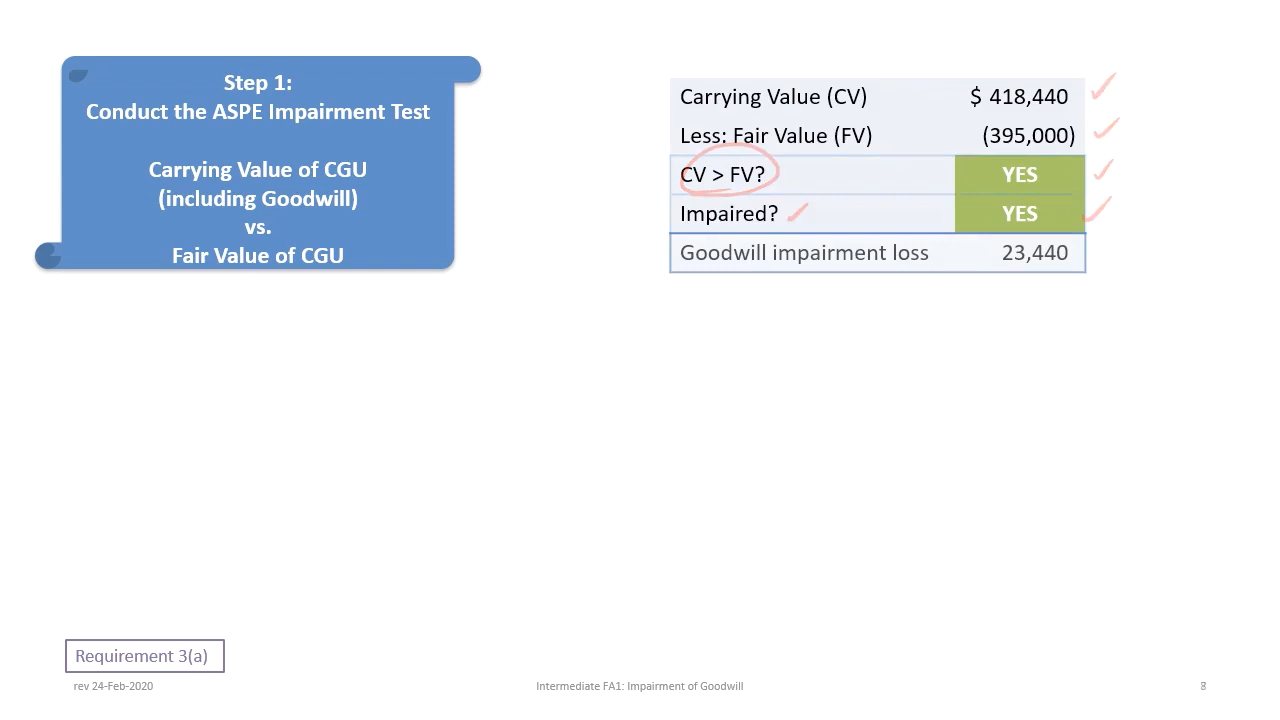 Step 1:
Conduct the ASPE Impairment Test
Carrying Value of CGU
(including Goodwill)
vs.
Fair Value of CGU
Carrying Value (CV) $ 418,440
Less: Fair Value (FV) (395,000)
CV > FV? YES
Impaired? YES
Goodwill impairment loss 23,440
Requirement 3(a)
rev 24-Feb-2020 Intermediate FA1: Impairment of Goodwill 8